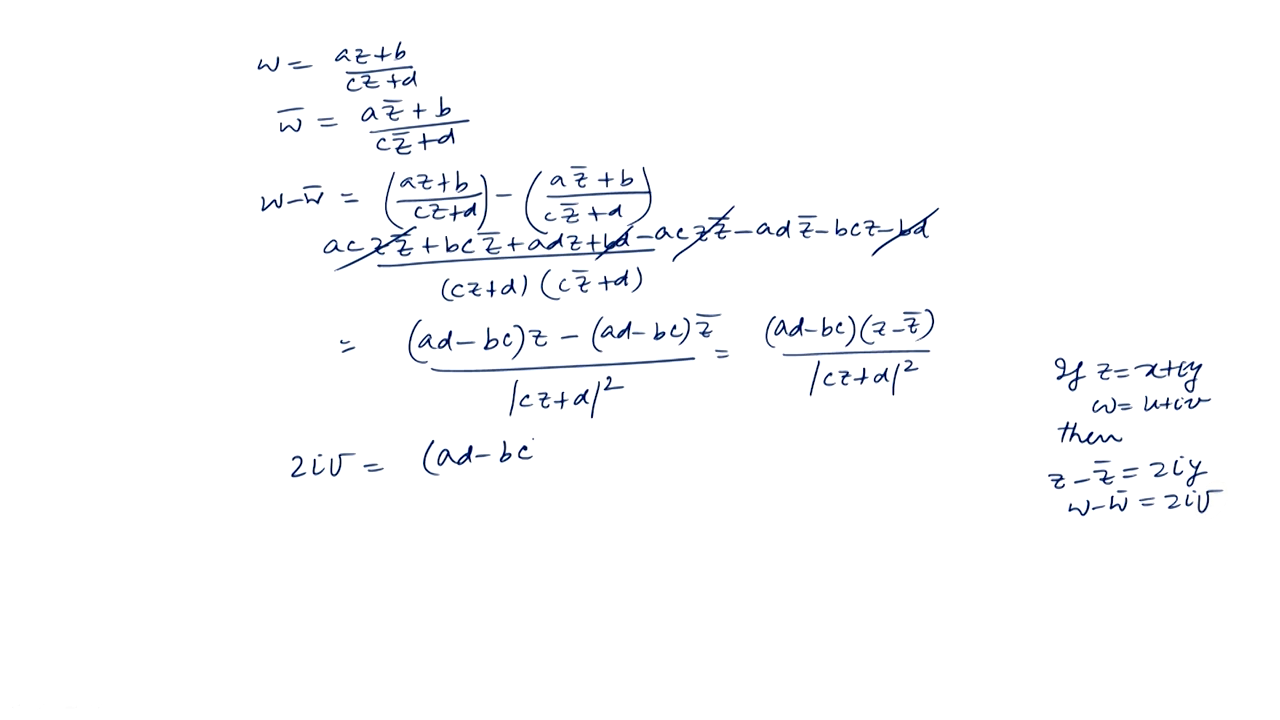 w = (az+b)/(cz+d)
w̅ = (az̅+b)/(cz̅+d)
w-w̅ = ((az+b)/(cz+d)) - ((az̅+b)/(cz̅+d))
(aczz̅+bcz̅+adz+bd-aczz̅-adz̅-bcz-bd)/((cz+d)(cz̅+d))
= ((ad-bc)z-(ad-bc)z̅)/|cz+d|² = (ad-bc)(z-z̅)/|cz+d|²
2iv = (ad-bc
If z=x+iy
w=u+iv
then
z-z̅=2iy
w-w̅=2iv